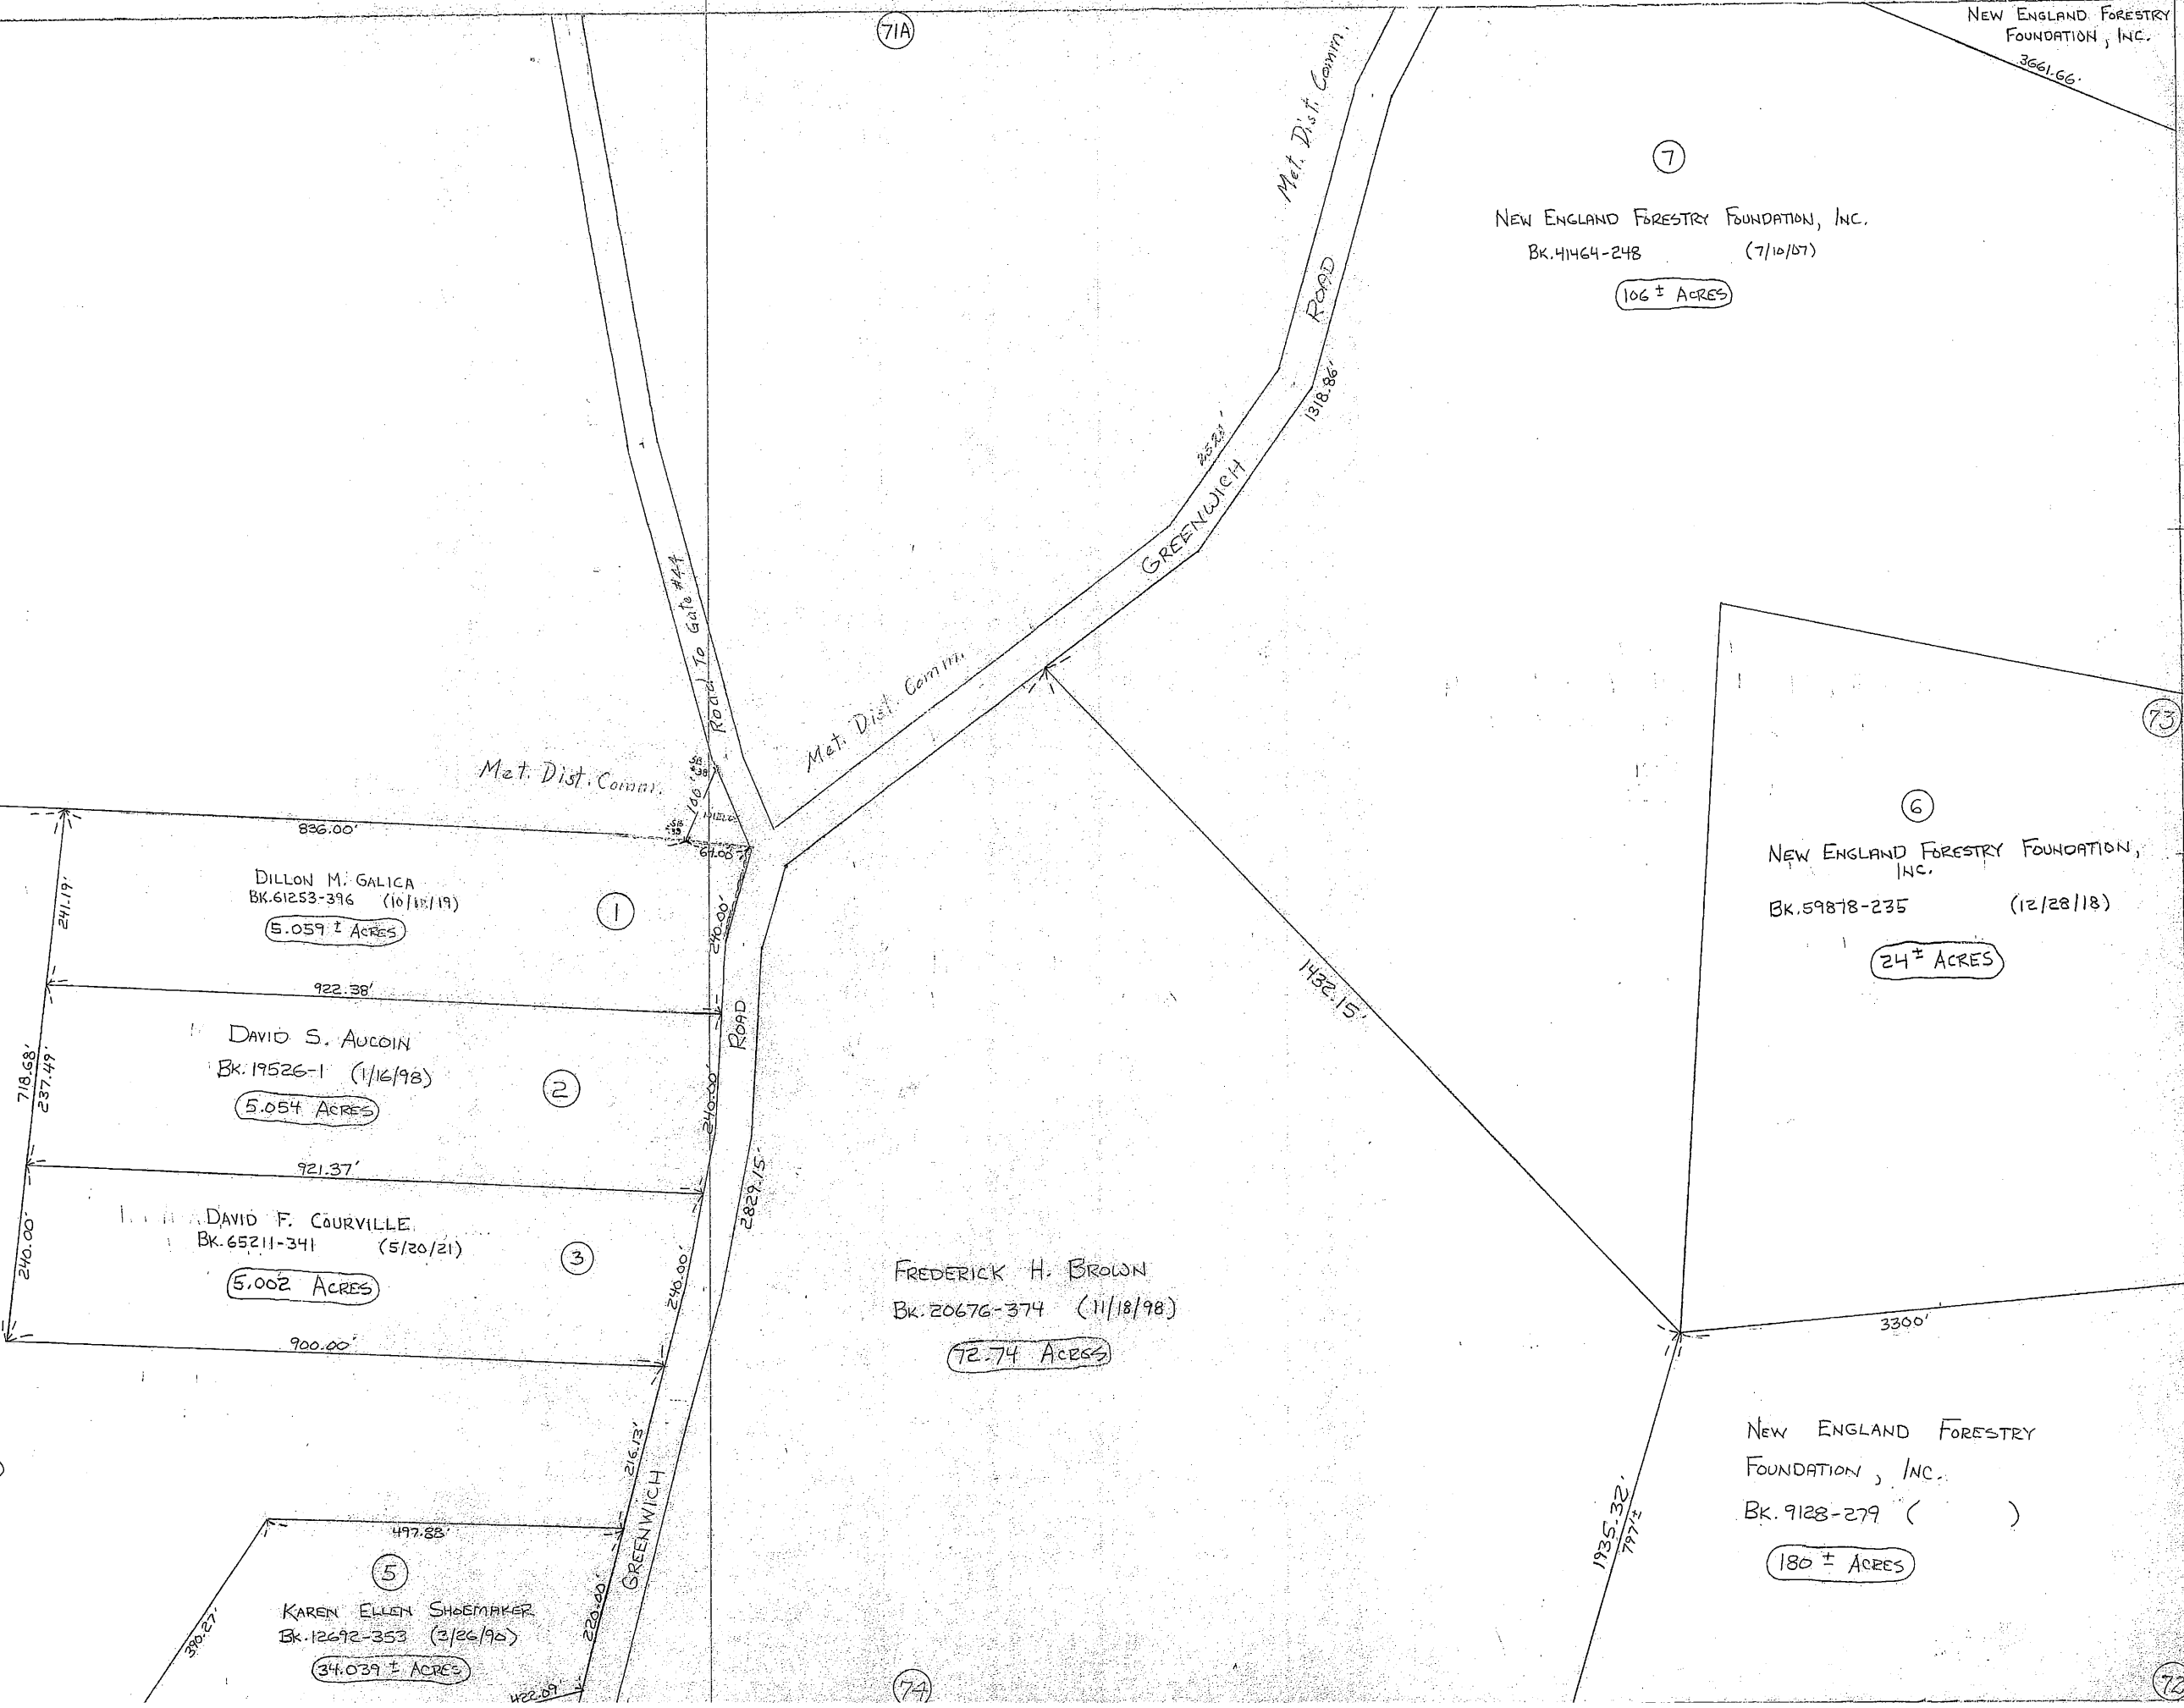 71A
NEW ENGLAND FORESTRY
FOUNDATION, INC.
3661.66'
Met. Dist. Comm.
7
NEW ENGLAND FORESTRY FOUNDATION, INC.
BK.41464-248 (7/10/07)
106 ± ACRES
ROAD
1318.86'
GREENWICH
Road To Gate #44
Met. Dist. Comm.
Met. Dist. Comm.
73
6
NEW ENGLAND FORESTRY FOUNDATION,
INC.
BK.59878-235 (12/28/18)
24 ± ACRES
100'
836.00'
64.00'
DILLON M. GALICA
BK.61253-396
5.059 ± ACRES
1
241.19'
240.00'
922.38'
1432.15'
DAVID S. AUCOIN
BK.19526-1 (1/16/98)
5.054 ACRES
2
718.68'
237.49'
240.00'
ROAD
921.37'
2829.15'
DAVID F. COURVILLE
BK.65211-341 (5/20/21)
5.002 ACRES
3
240.00'
240.00'
900.00'
FREDERICK H. BROWN
BK.20676-374 (11/18/98)
72.74 ACRES
3300'
NEW ENGLAND FORESTRY
FOUNDATION, INC.
BK.9128-279 ( )
180 ± ACRES
1935.32'
797'±
216.13'
GREENWICH
497.88'
5
KAREN ELLEN SHOEMAKER
BK.12692-353 (3/26/90)
34.039 ± ACRES
390.27'
220.00'
422.09'
74